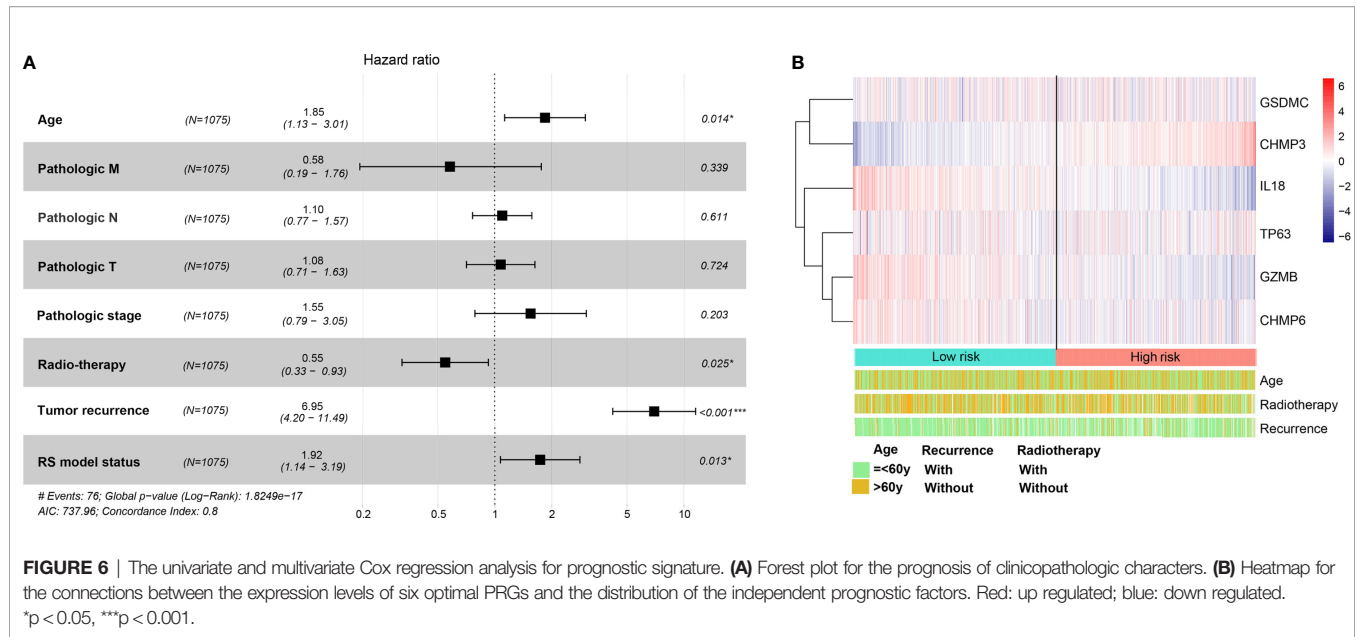 A
Hazard ratio
Age (N=1075) 1.85 (1.13 − 3.01) 0.014*
Pathologic M (N=1075) 0.58 (0.19 − 1.76) 0.339
Pathologic N (N=1075) 1.10 (0.77 − 1.57) 0.611
Pathologic T (N=1075) 1.08 (0.71 − 1.63) 0.724
Pathologic stage (N=1075) 1.55 (0.79 − 3.05) 0.203
Radio-therapy (N=1075) 0.55 (0.33 − 0.93) 0.025*
Tumor recurrence (N=1075) 6.95 (4.20 − 11.49) <0.001***
RS model status (N=1075) 1.92 (1.14 − 3.19) 0.013*
# Events: 76; Global p−value (Log−Rank): 1.8249e−17
AIC: 737.96; Concordance Index: 0.8
0.2 0.5 1 2 5 10
B
GSDMC
CHMP3
IL18
TP63
GZMB
CHMP6
6
4
2
0
−2
−4
−6
Low risk High risk
Age
Radiotherapy
Recurrence
Age Recurrence Radiotherapy
=<60y With With
>60y Without Without
FIGURE 6 | The univariate and multivariate Cox regression analysis for prognostic signature. (A) Forest plot for the prognosis of clinicopathologic characters. (B) Heatmap for
the connections between the expression levels of six optimal PRGs and the distribution of the independent prognostic factors. Red: up regulated; blue: down regulated.
*p < 0.05, ***p < 0.001.